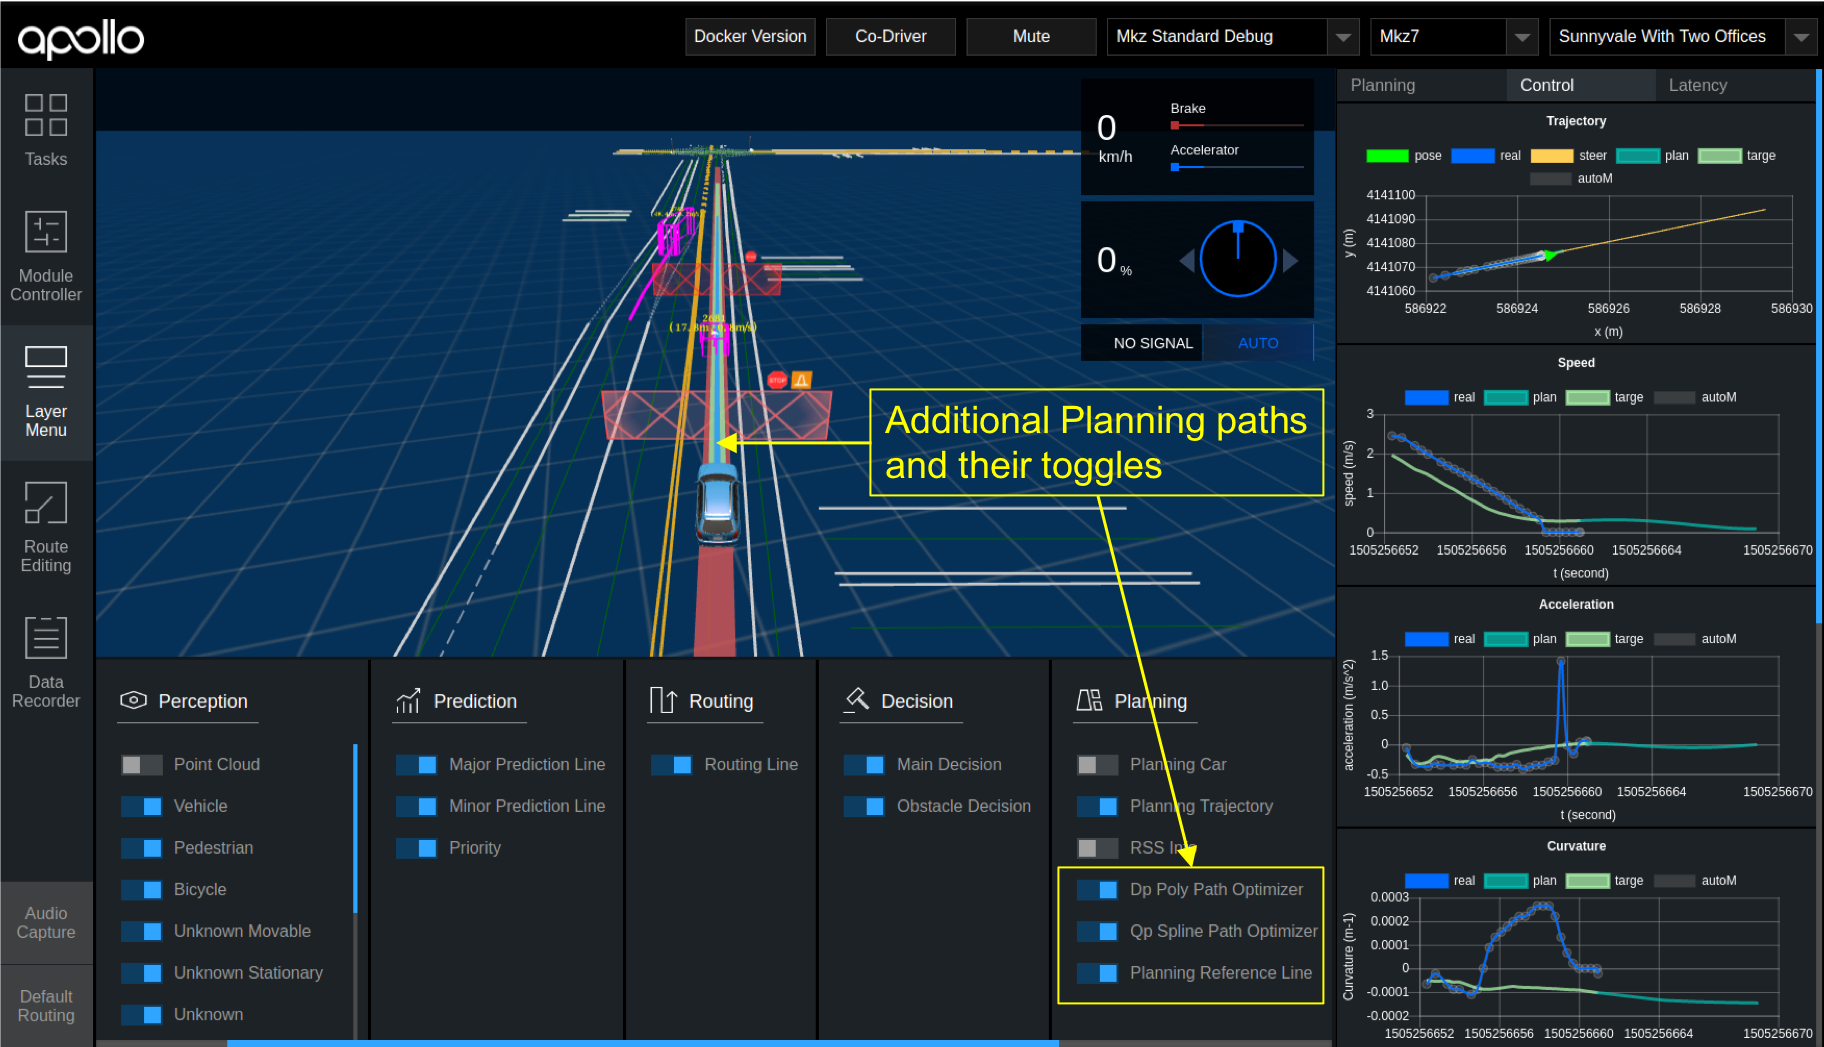 apollo
Docker Version
Co-Driver
Mute
Mkz Standard Debug
Mkz7
Sunnyvale With Two Offices
Tasks
Module
Controller
Layer
Menu
Route
Editing
Data
Recorder
Audio
Capture
Default
Routing
0
km/h
Brake
Accelerator
0 %
NO SIGNAL
AUTO
STOP
2681
(17.8m, 0.8m/s)
Additional Planning paths
and their toggles
Perception
Point Cloud
Vehicle
Pedestrian
Bicycle
Unknown Movable
Unknown Stationary
Unknown
Prediction
Major Prediction Line
Minor Prediction Line
Priority
Routing
Routing Line
Decision
Main Decision
Obstacle Decision
Planning
Planning Car
Planning Trajectory
RSS Info
Dp Poly Path Optimizer
Qp Spline Path Optimizer
Planning Reference Line
Planning
Control
Latency
Trajectory
pose real steer plan targe
autoM
4141100
4141090
4141080
4141070
4141060
y (m)
586922 586924 586926 586928 586930
x (m)
Speed
real plan targe autoM
3
2
1
0
speed (m/s)
1505256652 1505256656 1505256660 1505256664 1505256670
t (second)
Acceleration
real plan targe autoM
1.5
1.0
0.5
0
-0.5
acceleration (m/s^2)
1505256652 1505256656 1505256660 1505256664 1505256670
t (second)
Curvature
real plan targe autoM
0.0003
0.0002
0.0001
0
-0.0001
-0.0002
Curvature (m-1)
1505256652 1505256656 1505256660 1505256664 1505256670